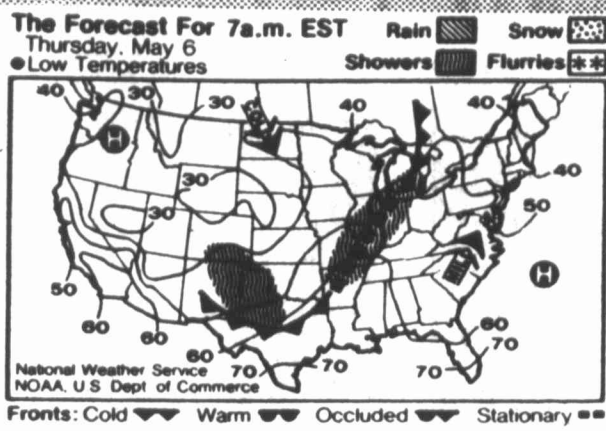 The Forecast For 7a.m. EST
Thursday, May 6
Low Temperatures
Rain
Snow
Showers
Flurries
40
30
30
40
40
H
30
30
40
50
H
50
60
60
60
70
70
60
70
70
National Weather Service
NOAA, U S Dept of Commerce
Fronts: Cold Warm Occluded Stationary